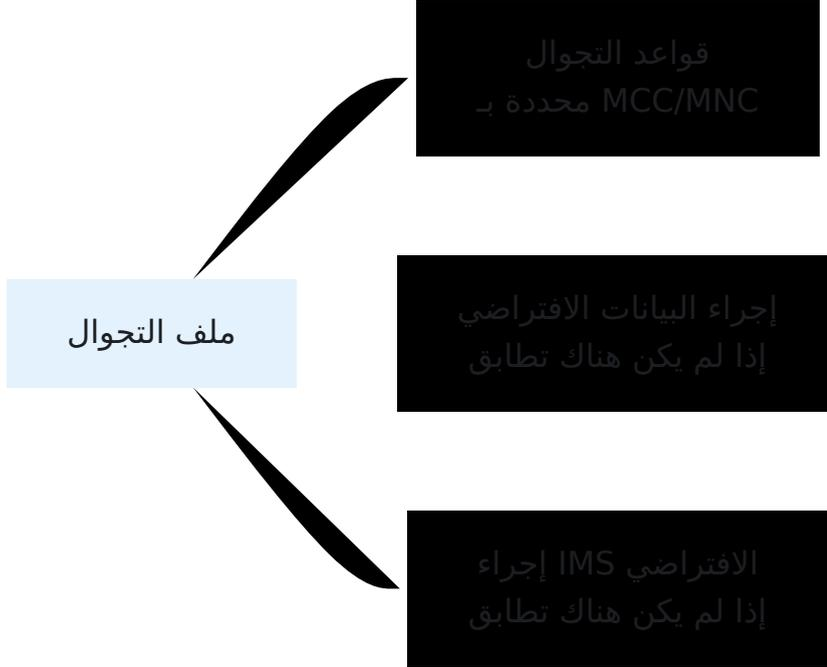 ملف التجوال
قواعد التجوال
محددة بـ MCC/MNC
إجراء البيانات الافتراضي
إذا لم يكن هناك تطابق
إجراء IMS الافتراضي
إذا لم يكن هناك تطابق